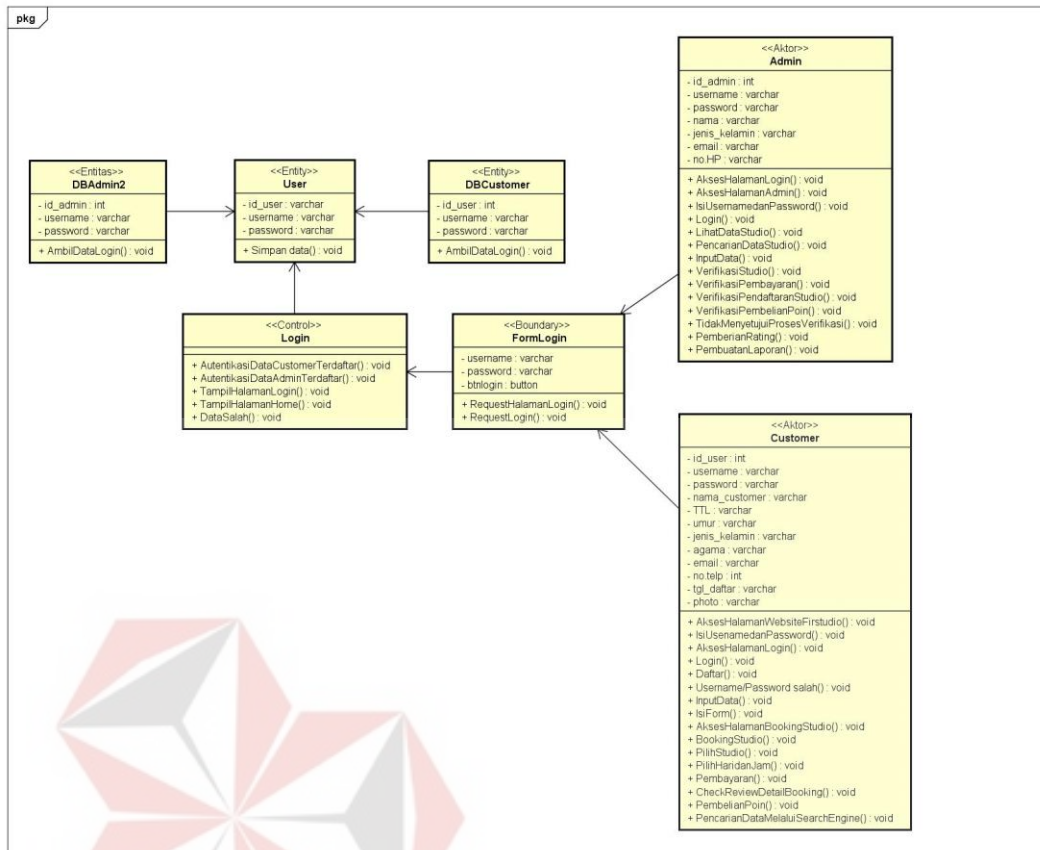 pkg
<<Aktor>>
Admin
- id_admin : int
- username : varchar
- password : varchar
- nama : varchar
- jenis_kelamin : varchar
- email : varchar
- no.HP : varchar
+ AksesHalamanLogin() : void
+ AksesHalamanAdmin() : void
+ IsiUsernamedanPassword() : void
+ Login() : void
+ LihatDataStudio() : void
+ PencarianDataStudio() : void
+ InputData() : void
+ VerifikasiStudio() : void
+ VerifikasiPembayaran() : void
+ VerifikasiPendaftaranStudio() : void
+ VerifikasiPembelianPoin() : void
+ TidakMenyetujuiProsesVerifikasi() : void
+ PemberianRating() : void
+ PembuatanLaporan() : void
<<Entitas>>
DBAdmin2
- id_admin : int
- username : varchar
- password : varchar
+ AmbilDataLogin() : void
<<Entity>>
User
- id_user : varchar
- username : varchar
- password : varchar
+ Simpan data() : void
<<Entity>>
DBCustomer
- id_user : int
- username : varchar
- password : varchar
+ AmbilDataLogin() : void
<<Control>>
Login
+ AutentikasiDataCustomerTerdaftar() : void
+ AutentikasiDataAdminTerdaftar() : void
+ TampilHalamanLogin() : void
+ TampilHalamanHome() : void
+ DataSalah() : void
<<Boundary>>
FormLogin
- username : varchar
- password : varchar
- btnlogin : button
+ RequestHalamanLogin() : void
+ RequestLogin() : void
<<Aktor>>
Customer
- id_user : int
- username : varchar
- password : varchar
- nama_customer : varchar
- TTL : varchar
- umur : varchar
- jenis_kelamin : varchar
- agama : varchar
- email : varchar
- no.telp : int
- tgl_daftar : varchar
- photo : varchar
+ AksesHalamanWebsiteFirstudio() : void
+ IsiUsenamedanPassword() : void
+ AksesHalamanLogin() : void
+ Login() : void
+ Daftar() : void
+ Username/Password salah() : void
+ InputData() : void
+ IsiForm() : void
+ AksesHalamanBookingStudio() : void
+ BookingStudio() : void
+ PilihStudio() : void
+ PilihHaridanJam() : void
+ Pembayaran() : void
+ CheckReviewDetailBooking() : void
+ PembelianPoin() : void
+ PencarianDataMelaluiSearchEngine() : void